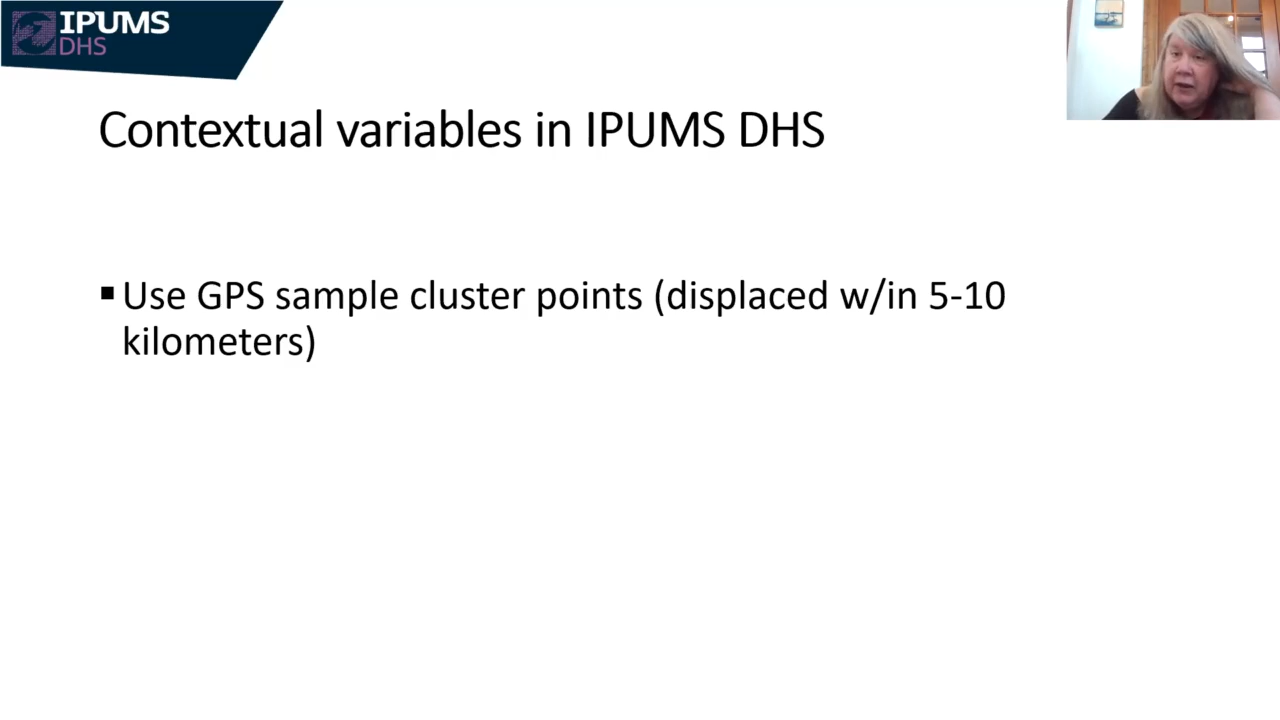 IPUMS
DHS
Contextual variables in IPUMS DHS
▪Use GPS sample cluster points (displaced w/in 5-10
kilometers)